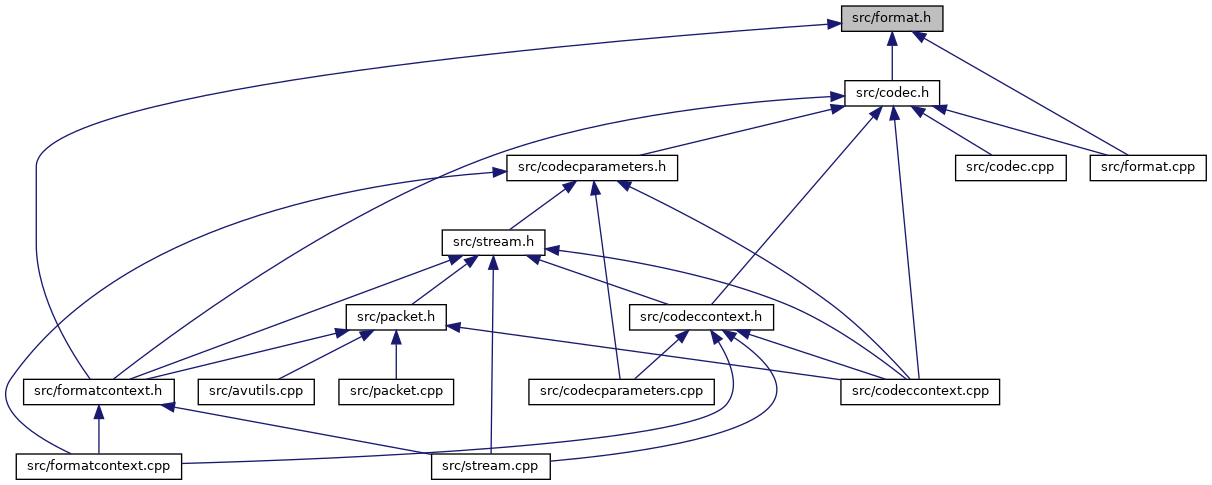 src/format.h
src/codec.h
src/codecparameters.h
src/codec.cpp
src/format.cpp
src/stream.h
src/packet.h
src/codeccontext.h
src/formatcontext.h
src/avutils.cpp
src/packet.cpp
src/codecparameters.cpp
src/codeccontext.cpp
src/formatcontext.cpp
src/stream.cpp